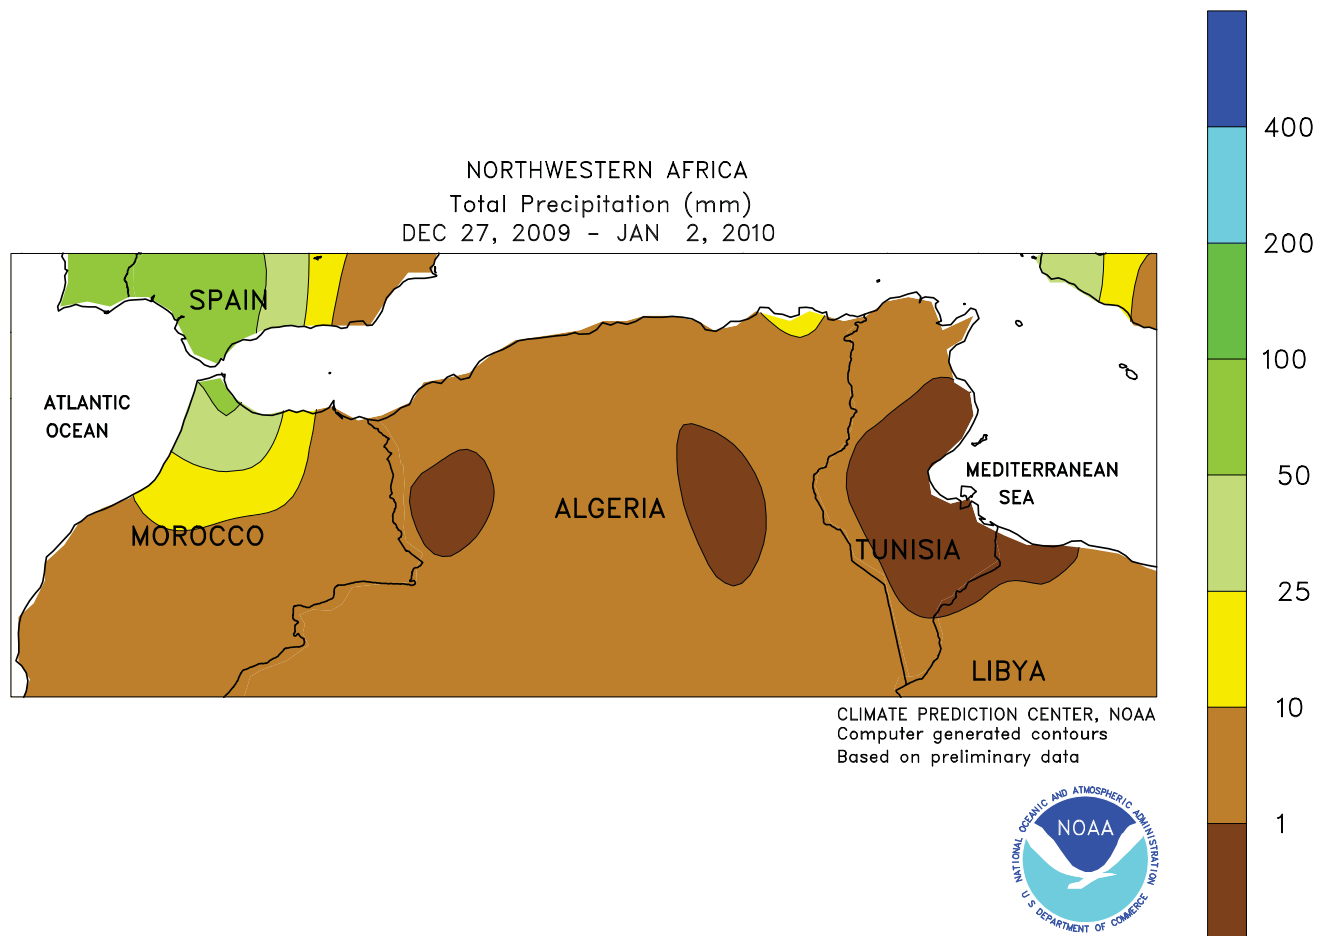 NORTHWESTERN AFRICA
Total Precipitation (mm)
DEC 27, 2009 - JAN 2, 2010
SPAIN
ATLANTIC
OCEAN
MEDITERRANEAN
SEA
ALGERIA
MOROCCO
TUNISIA
LIBYA
400
200
100
50
25
10
1
CLIMATE PREDICTION CENTER, NOAA
Computer generated contours
Based on preliminary data
NATIONAL OCEANIC AND ATMOSPHERIC ADMINISTRATION
NOAA
U S DEPARTMENT OF COMMERCE